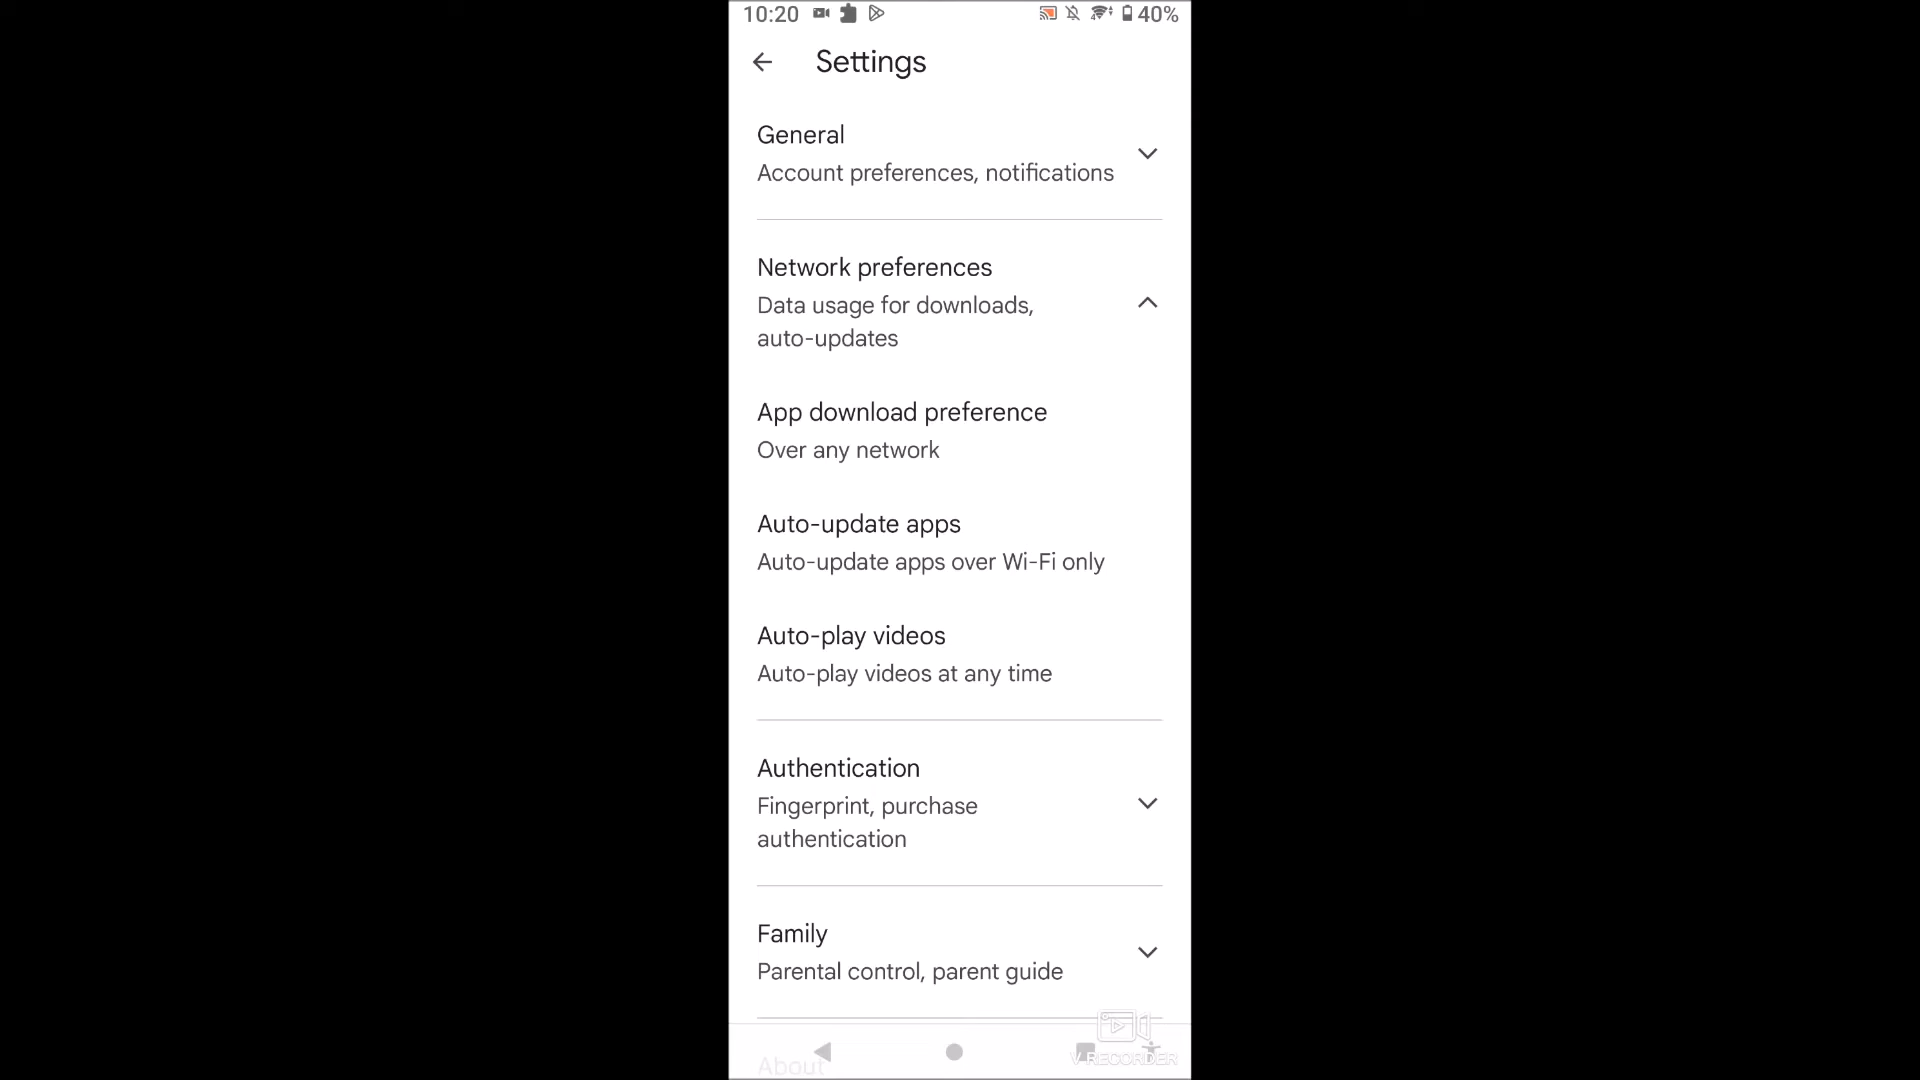 10:20
40%
Settings
General
Account preferences, notifications
Network preferences
Data usage for downloads,
auto-updates
App download preference
Over any network
Auto-update apps
Auto-update apps over Wi-Fi only
Auto-play videos
Auto-play videos at any time
Authentication
Fingerprint, purchase
authentication
Family
Parental control, parent guide
About
V RECORDER